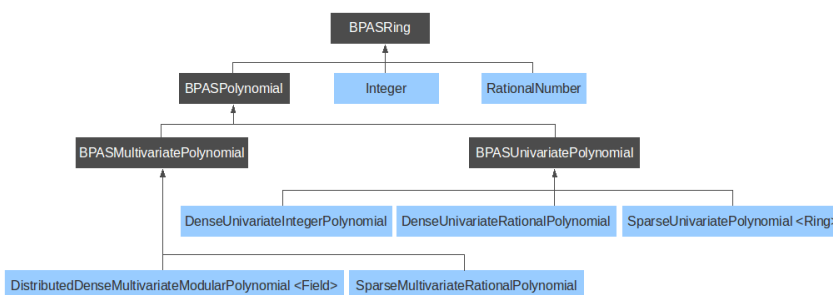 BPASRing
BPASPolynomial
Integer
RationalNumber
BPASMultivariatePolynomial
BPASUnivariatePolynomial
DenseUnivariateIntegerPolynomial
DenseUnivariateRationalPolynomial
SparseUnivariatePolynomial <Ring>
DistributedDenseMultivariateModularPolynomial <Field>
SparseMultivariateRationalPolynomial